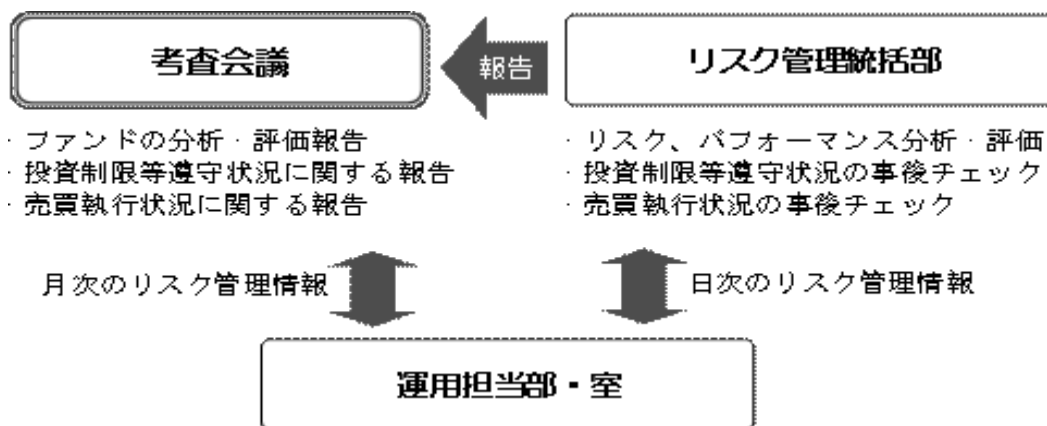 考査会議
報告
リスク管理統括部
· ファンドの分析・評価報告
· 投資制限等遵守状況に関する報告
· 売買執行状況に関する報告
· リスク、パフォーマンス分析・評価
· 投資制限等遵守状況の事後チェック
· 売買執行状況の事後チェック
月次のリスク管理情報
日次のリスク管理情報
運用担当部・室